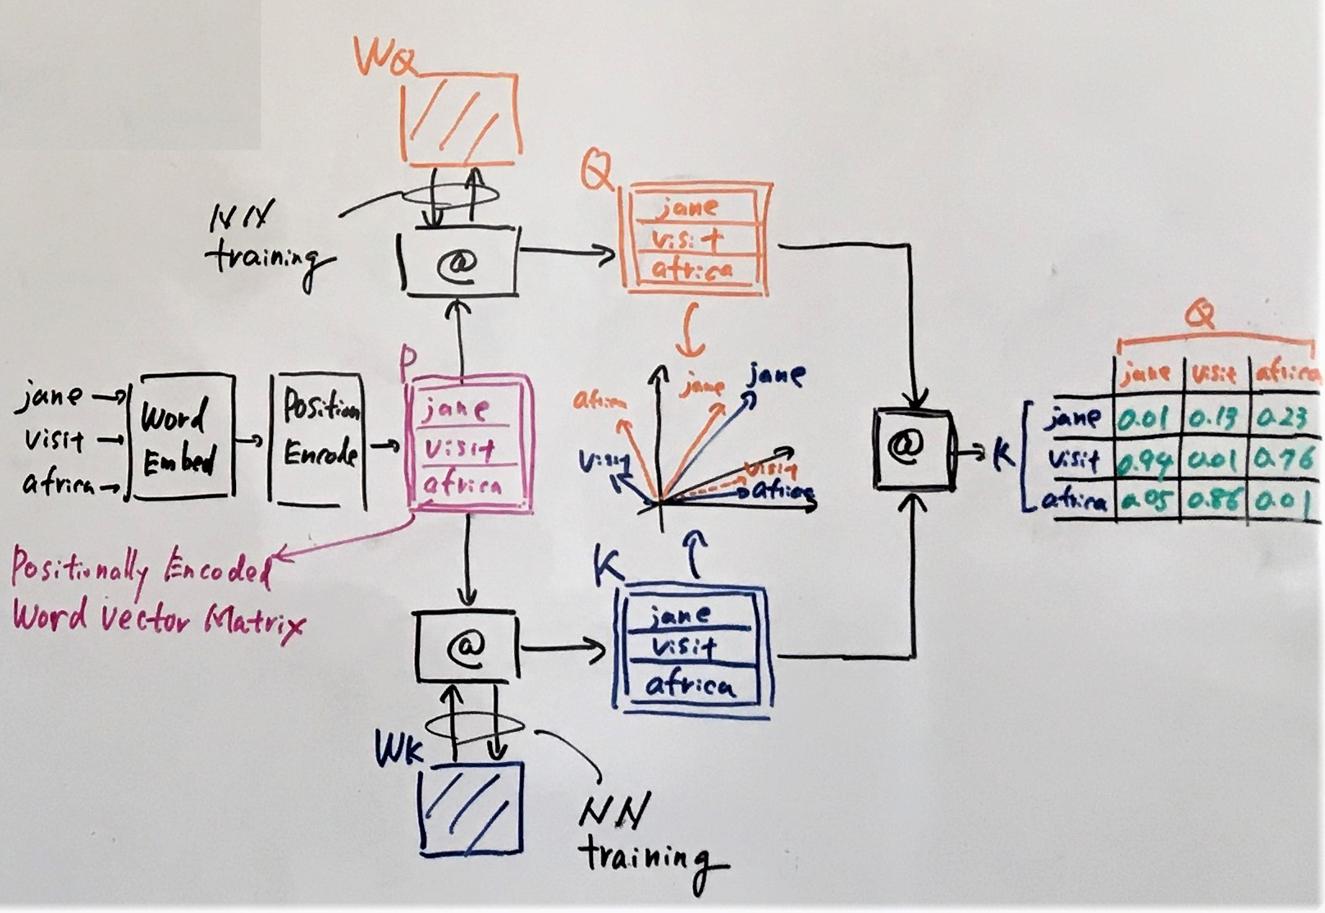 WQ
NN
training
@
Q
jane
visit
africa
jane
visit
africa
Word
Embed
Position
Encode
P
jane
visit
africa
Positionally Encoded
Word Vector Matrix
africa
jane
jane
visit
visit
africa
@
Q
jane visit africa
K
jane 0.01 0.13 0.23
visit 0.94 0.01 0.76
africa 0.05 0.86 0.01
@
K
jane
visit
africa
WK
NN
training